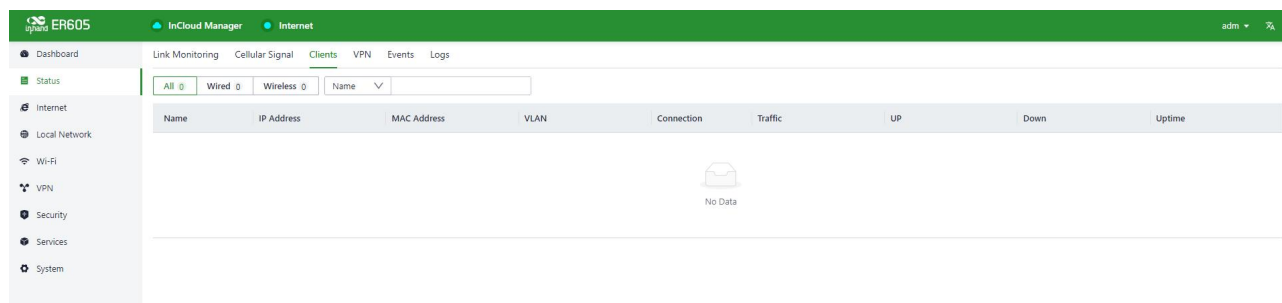 inhand ER605 InCloud Manager Internet adm
Dashboard
Status
Internet
Local Network
Wi-Fi
VPN
Security
Services
System
Link Monitoring Cellular Signal Clients VPN Events Logs
All 0 Wired 0 Wireless 0 Name
Name IP Address MAC Address VLAN Connection Traffic UP Down Uptime
No Data